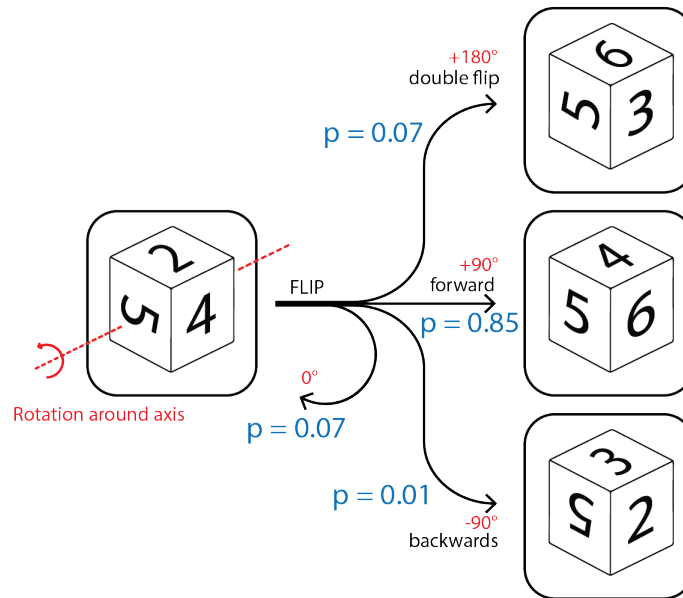 +180°
double flip
p = 0.07
6
5 3
2
5 4
Rotation around axis
FLIP
+90°
forward
p = 0.85
4
5 6
0°
p = 0.07
p = 0.01
-90°
backwards
3
5 2